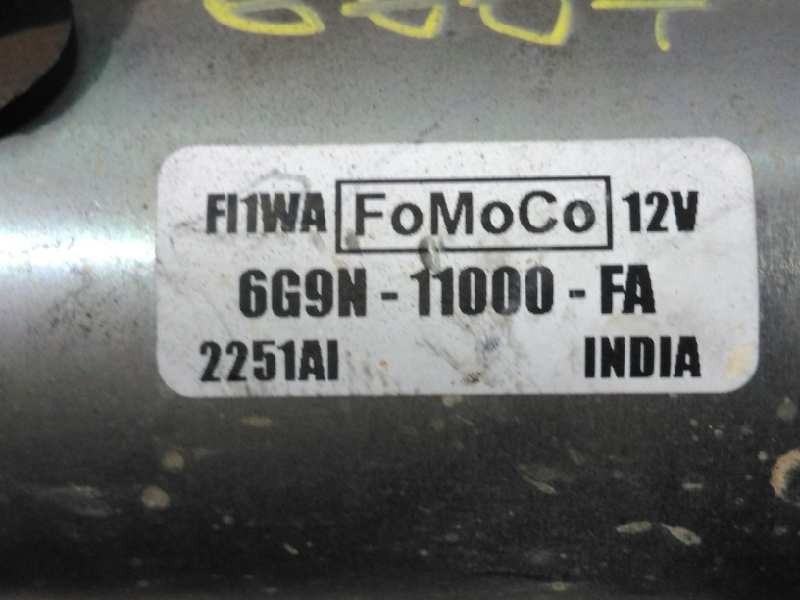 FI1WA FoMoCo 12V
6G9N - 11000 - FA
2251AI INDIA